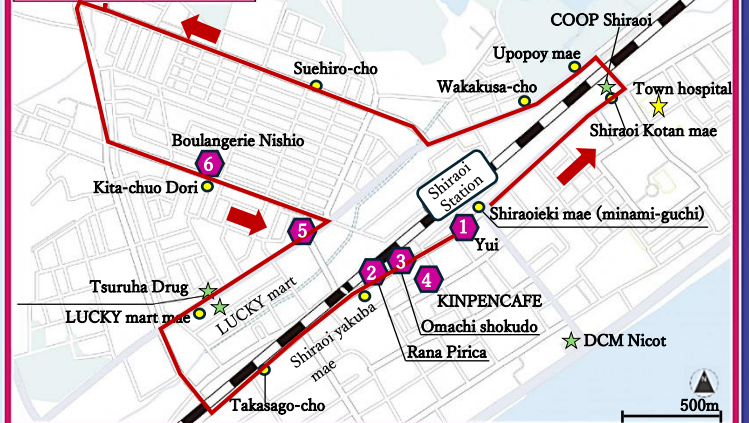 COOP Shiraoi
Upopoy mae
Suehiro-cho
Wakakusa-cho
Town hospital
Shiraoi Kotan mae
Boulangerie Nishio
6
Kita-chuo Dori
Shiraoi
Station
Shiraoieki mae (minami-guchi)
5
1
Yui
3
2
4
Tsuruha Drug
LUCKY mart
KINPENCAFE
LUCKY mart mae
Omachi shokudo
Shiraoi yakuba
mae
Rana Pirica
DCM Nicot
Takasago-cho
500m